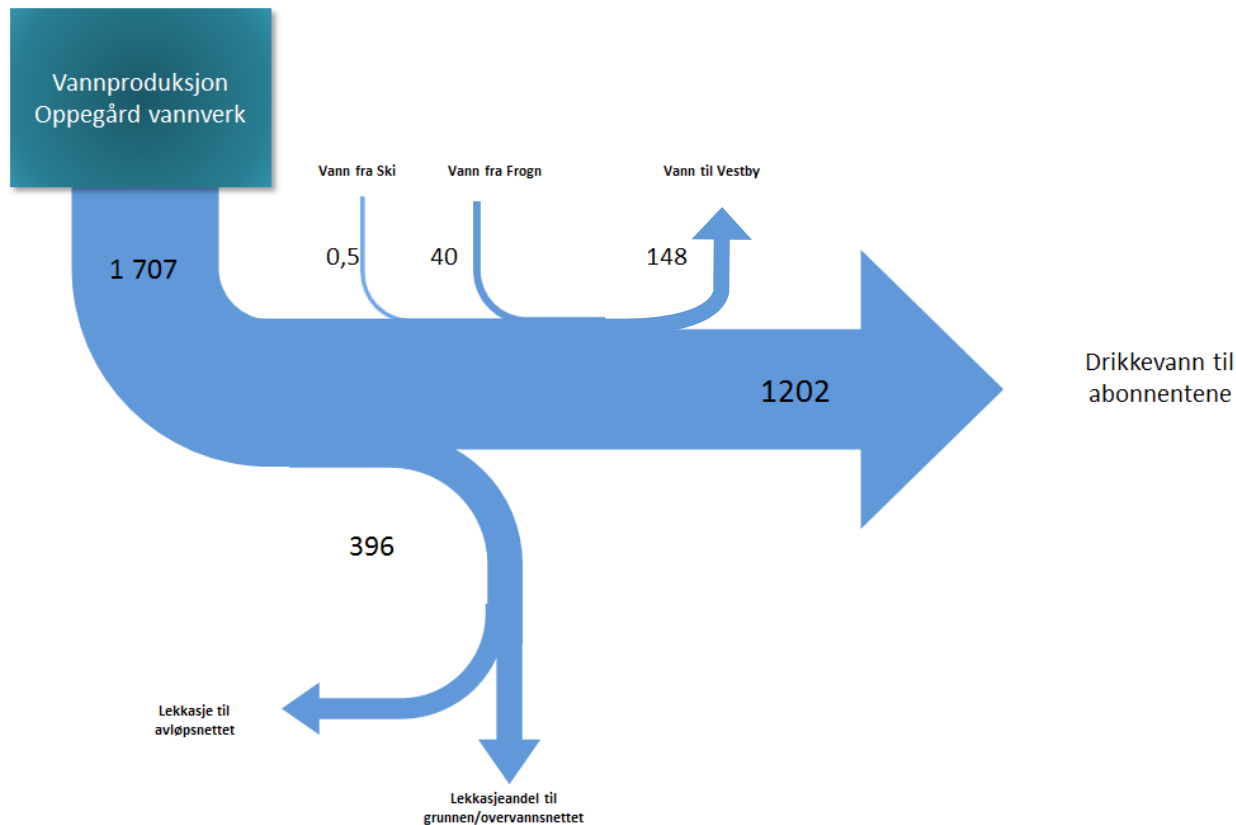 Vannproduksjon
Oppegård vannverk
Vann fra Ski
Vann fra Frogn
Vann til Vestby
1 707
0,5
40
148
1202
Drikkevann til
abonnentene
396
Lekkasje til
avløpsnettet
Lekkasjeandel til
grunnen/overvannsnettet